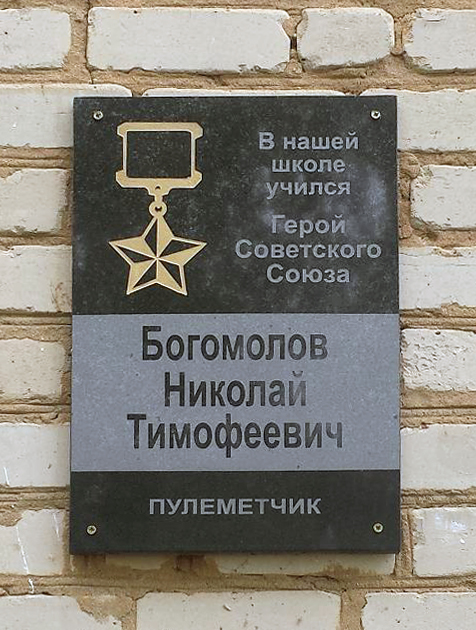 В нашей
школе
учился
Герой
Советского
Союза
Богомолов
Николай
Тимофеевич
ПУЛЕМЕТЧИК